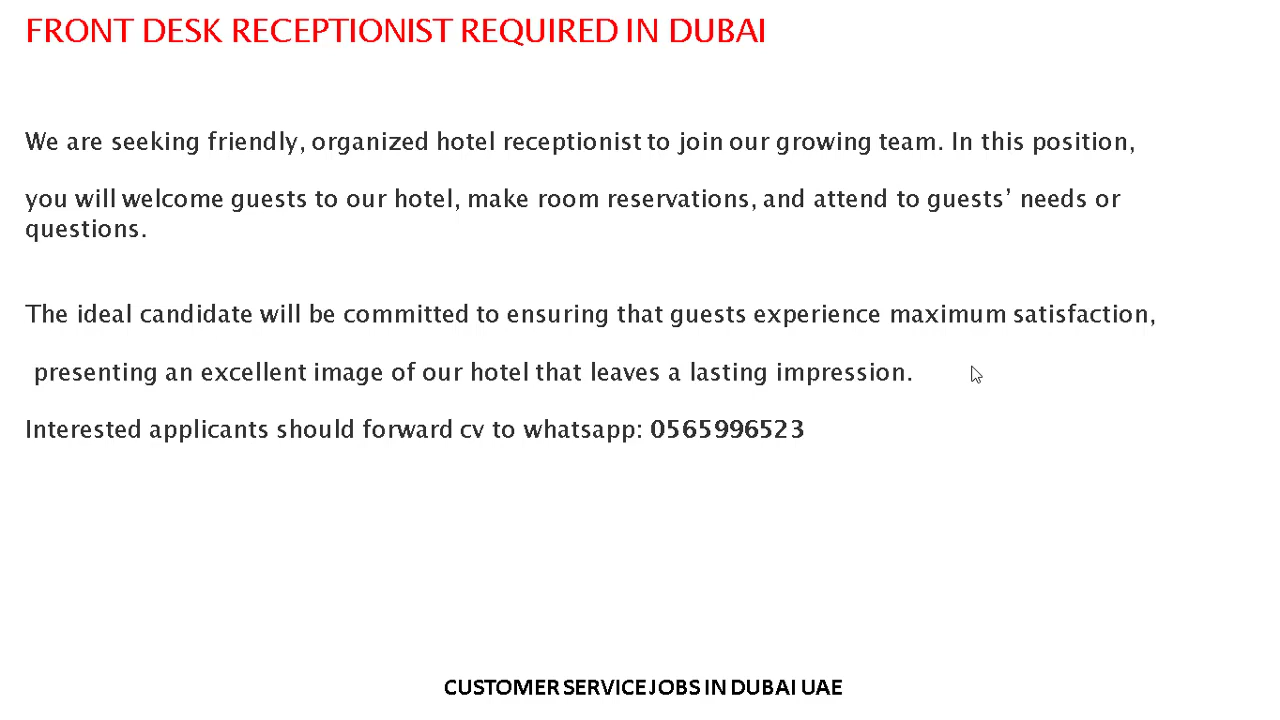 FRONT DESK RECEPTIONIST REQUIRED IN DUBAI
We are seeking friendly, organized hotel receptionist to join our growing team. In this position,
you will welcome guests to our hotel, make room reservations, and attend to guests’ needs or
questions.
The ideal candidate will be committed to ensuring that guests experience maximum satisfaction,
presenting an excellent image of our hotel that leaves a lasting impression.
Interested applicants should forward cv to whatsapp: 0565996523
CUSTOMER SERVICE JOBS IN DUBAI UAE